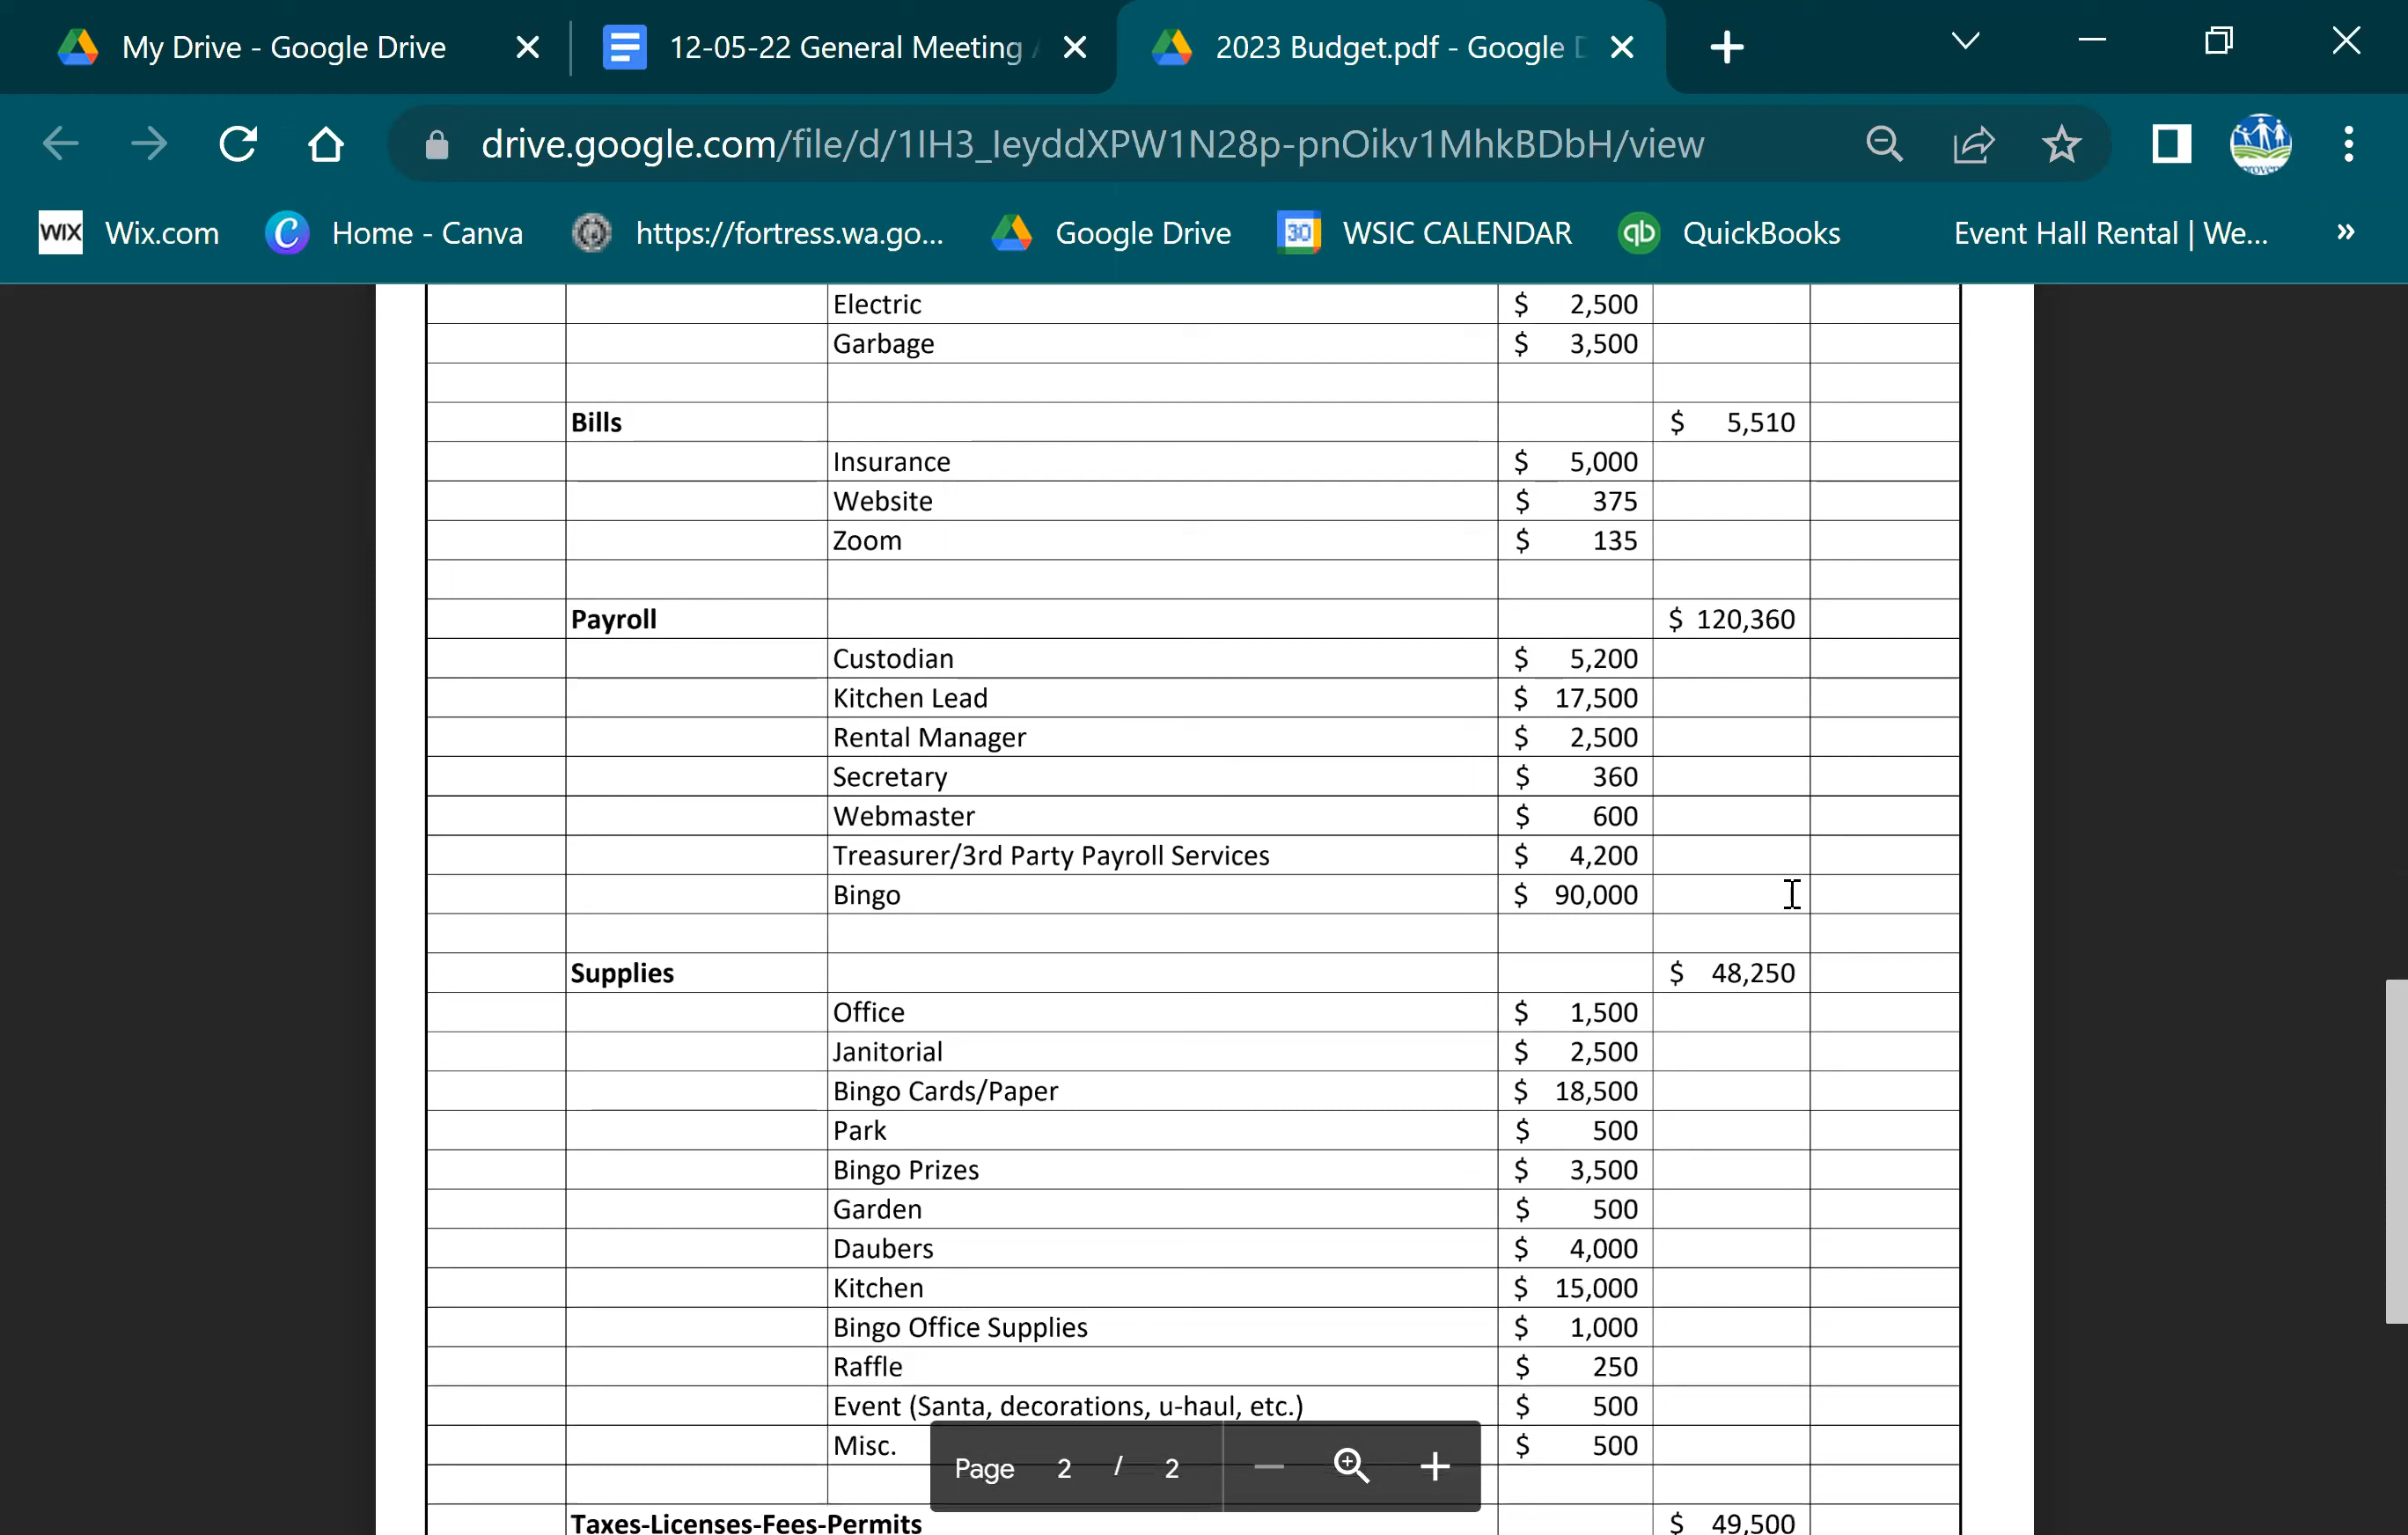 My Drive - Google Drive
12-05-22 General Meeting
2023 Budget.pdf - Google
drive.google.com/file/d/1IH3_IeyddXPW1N28p-pnOikv1MhkBDbH/view
WIX Wix.com Home - Canva https://fortress.wa.go... Google Drive 30 WSIC CALENDAR qb QuickBooks Event Hall Rental | We... »
Electric $ 2,500
Garbage $ 3,500
Bills $ 5,510
Insurance $ 5,000
Website $ 375
Zoom $ 135
Payroll $ 120,360
Custodian $ 5,200
Kitchen Lead $ 17,500
Rental Manager $ 2,500
Secretary $ 360
Webmaster $ 600
Treasurer/3rd Party Payroll Services $ 4,200
Bingo $ 90,000
Supplies $ 48,250
Office $ 1,500
Janitorial $ 2,500
Bingo Cards/Paper $ 18,500
Park $ 500
Bingo Prizes $ 3,500
Garden $ 500
Daubers $ 4,000
Kitchen $ 15,000
Bingo Office Supplies $ 1,000
Raffle $ 250
Event (Santa, decorations, u-haul, etc.) $ 500
Misc. $ 500
Page 2 / 2
Taxes-Licenses-Fees-Permits $ 49,500